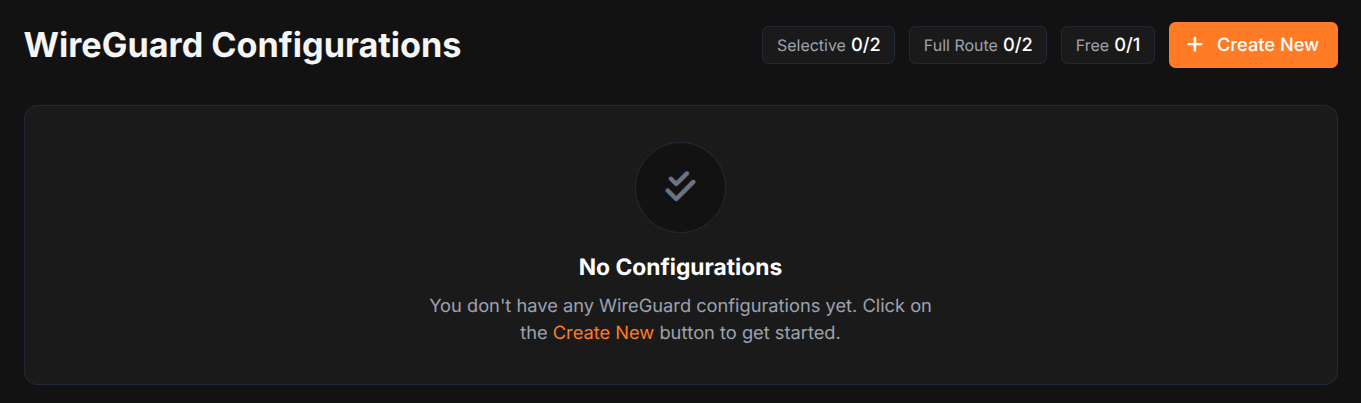 WireGuard Configurations
Selective 0/2
Full Route 0/2
Free 0/1
+ Create New
No Configurations
You don't have any WireGuard configurations yet. Click on
the Create New button to get started.